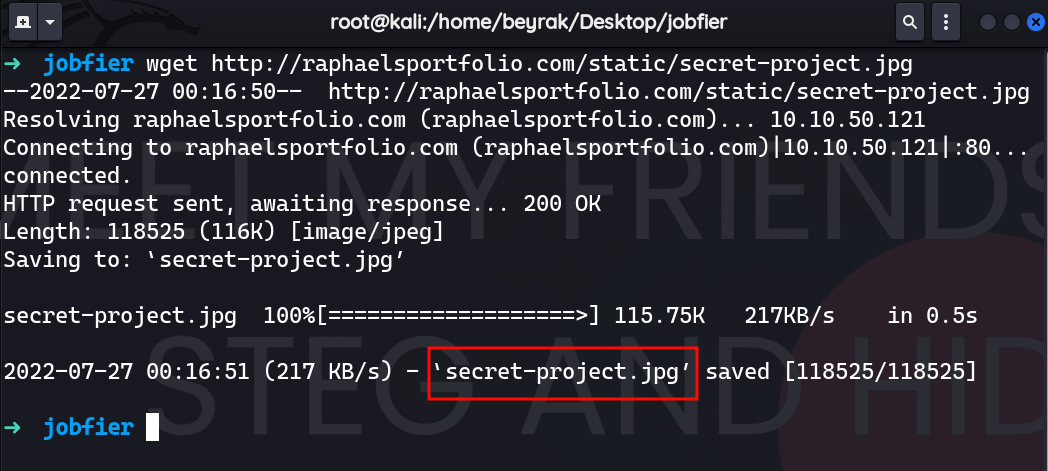 root@kali:/home/beyrak/Desktop/jobfier
→ jobfier wget http://raphaelsportfolio.com/static/secret-project.jpg
--2022-07-27 00:16:50-- http://raphaelsportfolio.com/static/secret-project.jpg
Resolving raphaelsportfolio.com (raphaelsportfolio.com)... 10.10.50.121
Connecting to raphaelsportfolio.com (raphaelsportfolio.com)|10.10.50.121|:80...
connected.
MEET MY FRIENDS
HTTP request sent, awaiting response... 200 OK
Length: 118525 (116K) [image/jpeg]
Saving to: ‘secret-project.jpg’
secret-project.jpg 100%[===================>] 115.75K 217KB/s in 0.5s
2022-07-27 00:16:51 (217 KB/s) - ‘secret-project.jpg’ saved [118525/118525]
STEG AND HID
→ jobfier